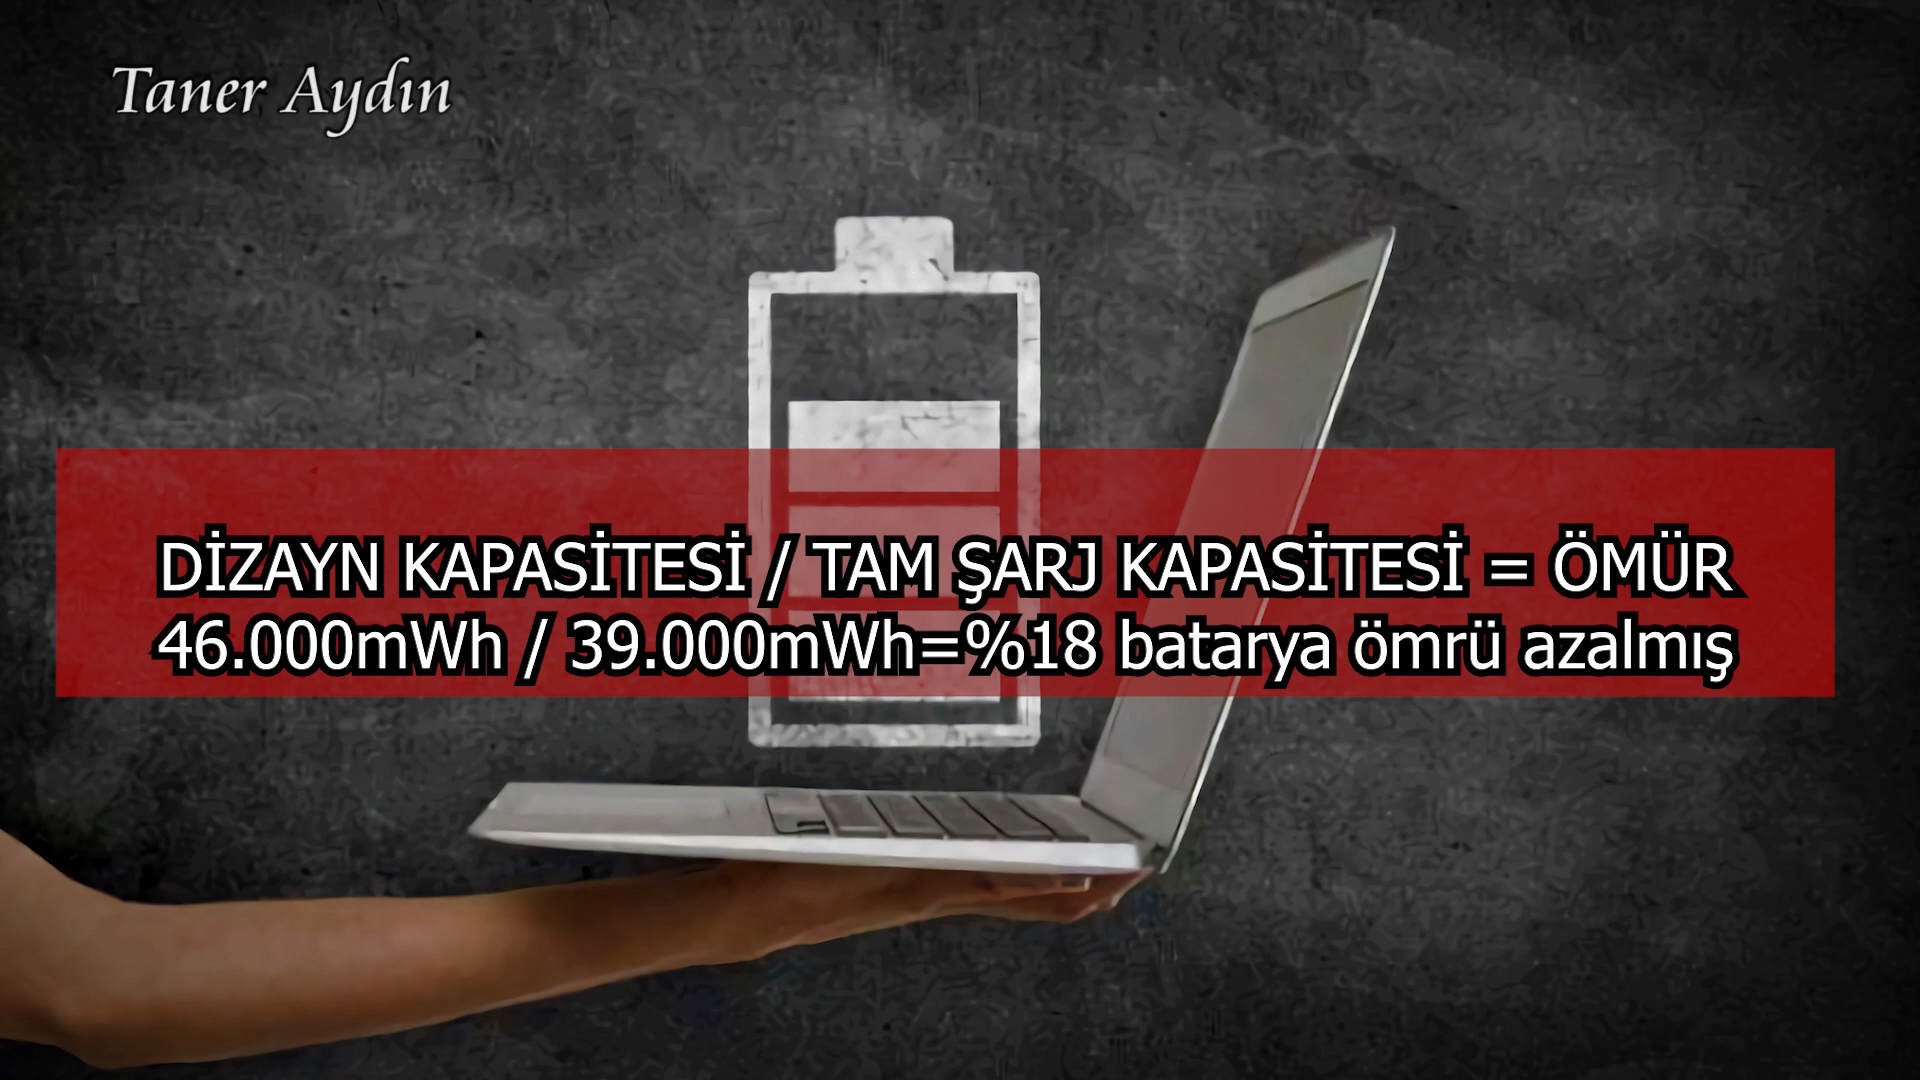 Taner Aydın
DİZAYN KAPASİTESİ / TAM ŞARJ KAPASİTESİ = ÖMÜR
46.000mWh / 39.000mWh=%18 batarya ömrü azalmış